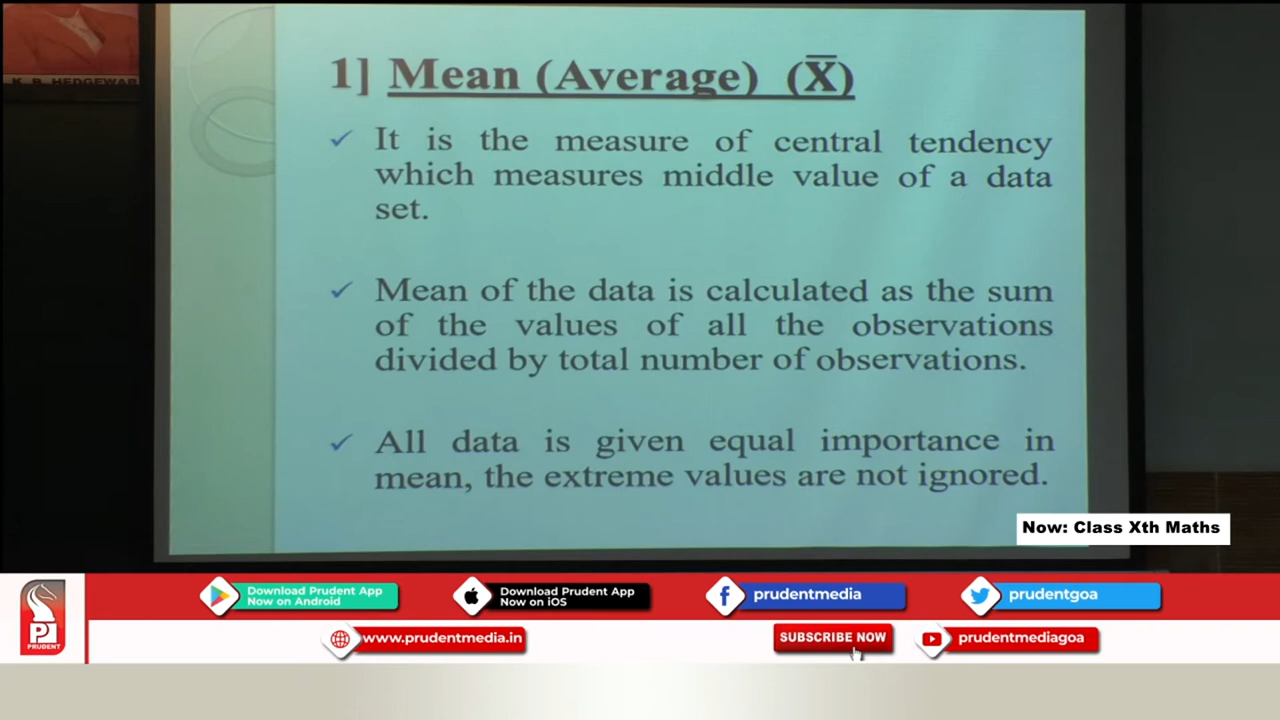 K. B. HEDGEWAR
1] Mean (Average) (X̅)
✓ It is the measure of central tendency
which measures middle value of a data
set.
✓ Mean of the data is calculated as the sum
of the values of all the observations
divided by total number of observations.
✓ All data is given equal importance in
mean, the extreme values are not ignored.
Now: Class Xth Maths
PRUDENT
Download Prudent App
Now on Android
Download Prudent App
Now on iOS
prudentmedia
prudentgoa
www.prudentmedia.in
SUBSCRIBE NOW
prudentmediagoa